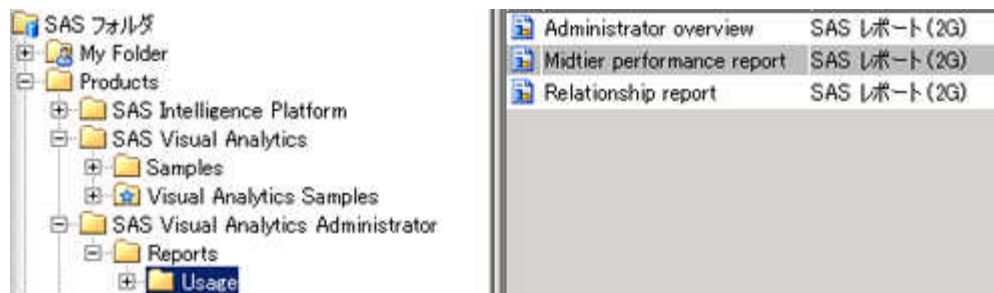 SAS フォルダ
My Folder
Products
SAS Intelligence Platform
SAS Visual Analytics
Samples
Visual Analytics Samples
SAS Visual Analytics Administrator
Reports
Usage
Administrator overview SAS レポート(2G)
Midtier performance report SAS レポート(2G)
Relationship report SAS レポート(2G)